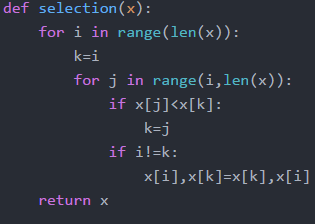 def selection(x):
    for i in range(len(x)):
        k=i
        for j in range(i,len(x)):
            if x[j]<x[k]:
                k=j
            if i!=k:
                x[i],x[k]=x[k],x[i]
    return x